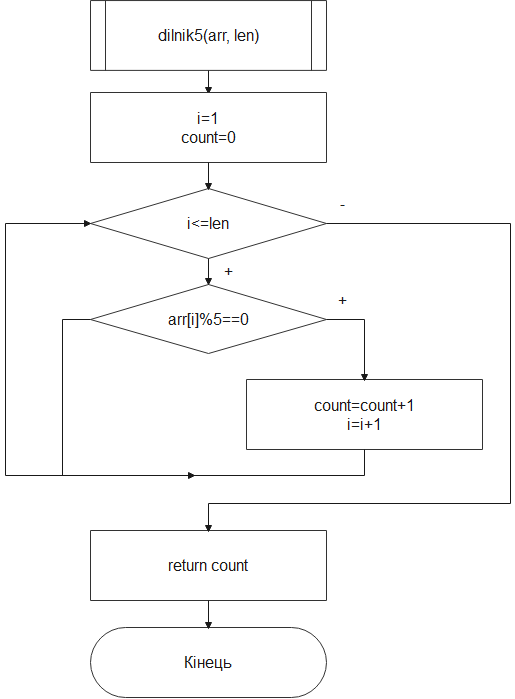 dilnik5(arr, len)
i=1
count=0
i<=len
-
+
arr[i]%5==0
+
count=count+1
i=i+1
return count
Кінець